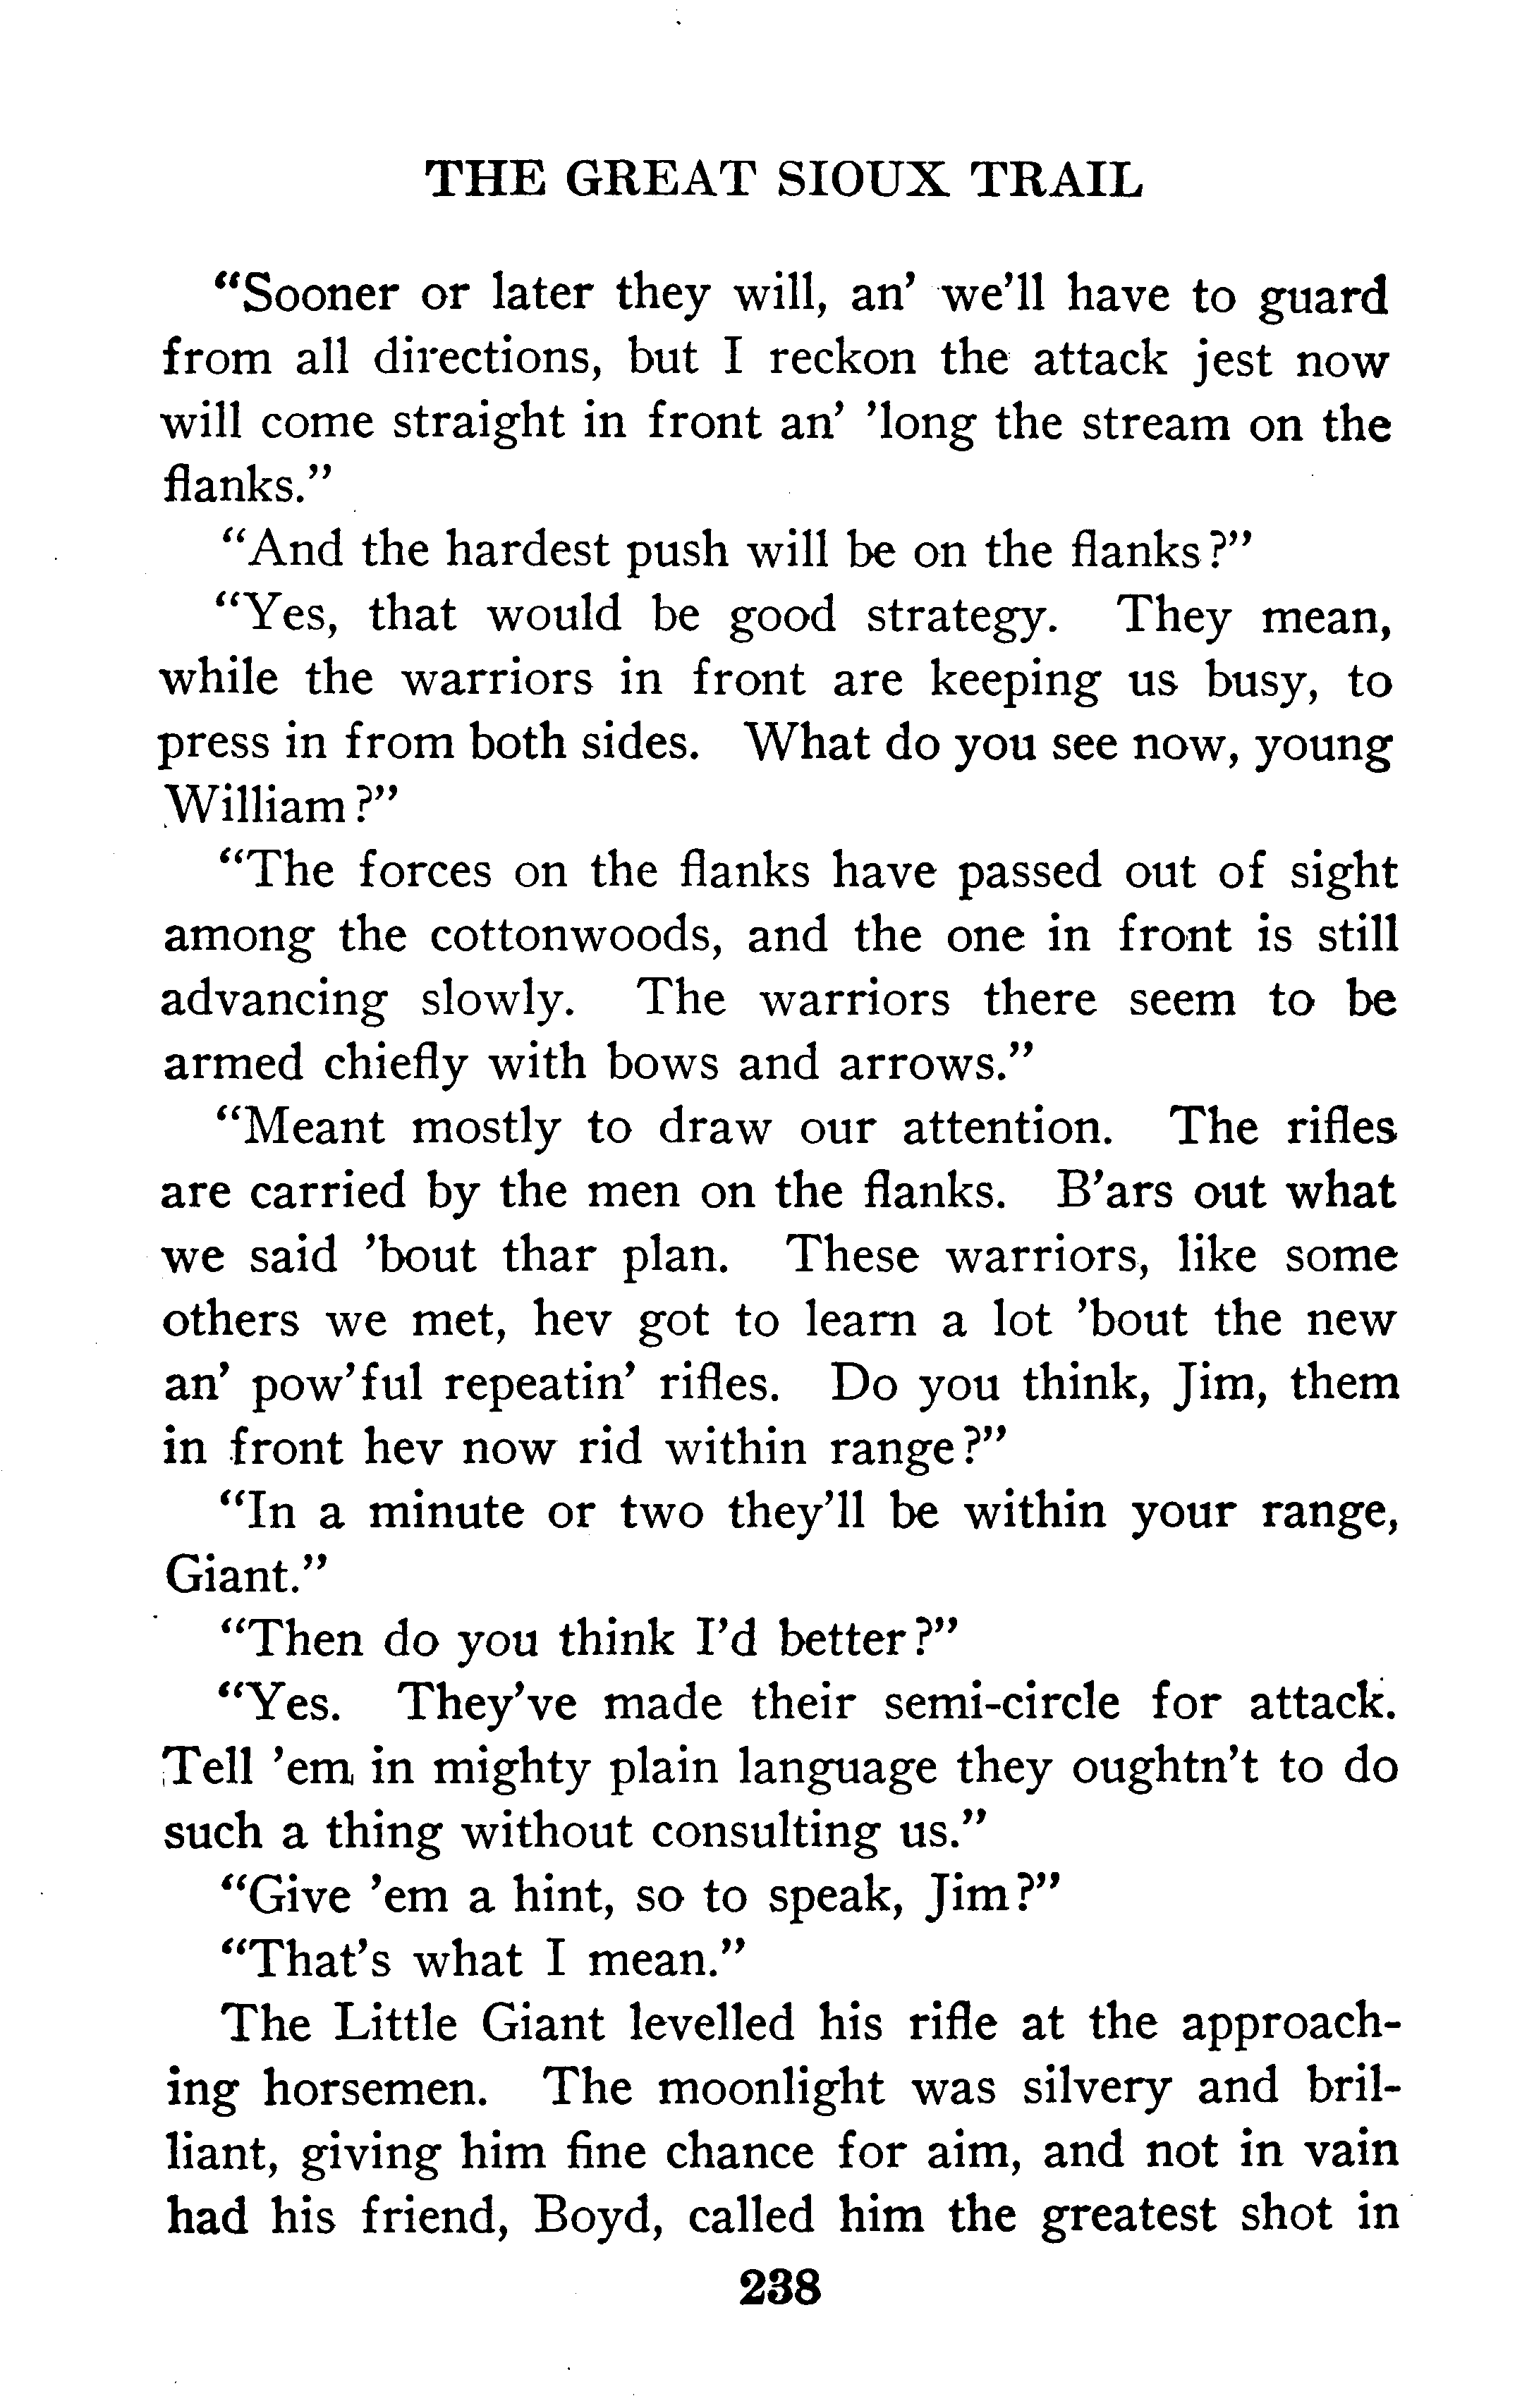 THE GREAT SIOUX TRAIL
"Sooner or later they will, an' we'll have to guard
from all directions, but I reckon the attack jest now
will come straight in front an' 'long the stream on the
flanks."
"And the hardest push will be on the flanks?"
"Yes, that would be good strategy. They mean,
while the warriors in front are keeping us busy, to
press in from both sides. What do you see now, young
William?"
"The forces on the flanks have passed out of sight
among the cottonwoods, and the one in front is still
advancing slowly. The warriors there seem to be
armed chiefly with bows and arrows."
"Meant mostly to draw our attention. The rifles
are carried by the men on the flanks. B'ars out what
we said 'bout thar plan. These warriors, like some
others we met, hev got to learn a lot 'bout the new
an' pow'ful repeatin' rifles. Do you think, Jim, them
in front hev now rid within range?"
"In a minute or two they'll be within your range,
Giant."
"Then do you think I'd better?"
"Yes. They've made their semi-circle for attack.
Tell 'em in mighty plain language they oughtn't to do
such a thing without consulting us."
"Give 'em a hint, so to speak, Jim?"
"That's what I mean."
The Little Giant levelled his rifle at the approach-
ing horsemen. The moonlight was silvery and bril-
liant, giving him fine chance for aim, and not in vain
had his friend, Boyd, called him the greatest shot in
238